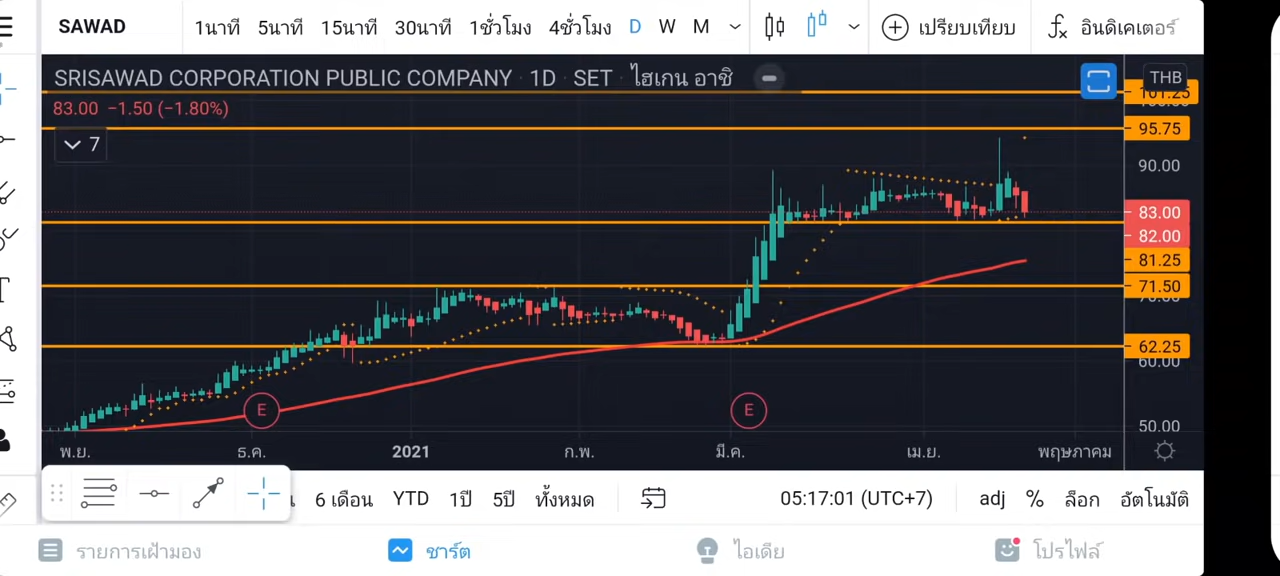 SAWAD 1นาที 5นาที 15นาที 30นาที 1ชั่วโมง 4ชั่วโมง D W M เปรียบเทียบ fx อินดิเคเตอร์
SRISAWAD CORPORATION PUBLIC COMPANY · 1D · SET · ไฮเกน อาชิ THB
101.25
83.00 −1.50 (−1.80%)
95.75
7
90.00
83.00
82.00
81.25
71.50
62.25
60.00
E E
50.00
พ.ย. ธ.ค. 2021 ก.พ. มี.ค. เม.ย. พฤษภาคม
6 เดือน YTD 1ปี 5ปี ทั้งหมด 05:17:01 (UTC+7) adj % ล็อก อัตโนมัติ
รายการเฝ้ามอง ชาร์ต ไอเดีย โปรไฟล์